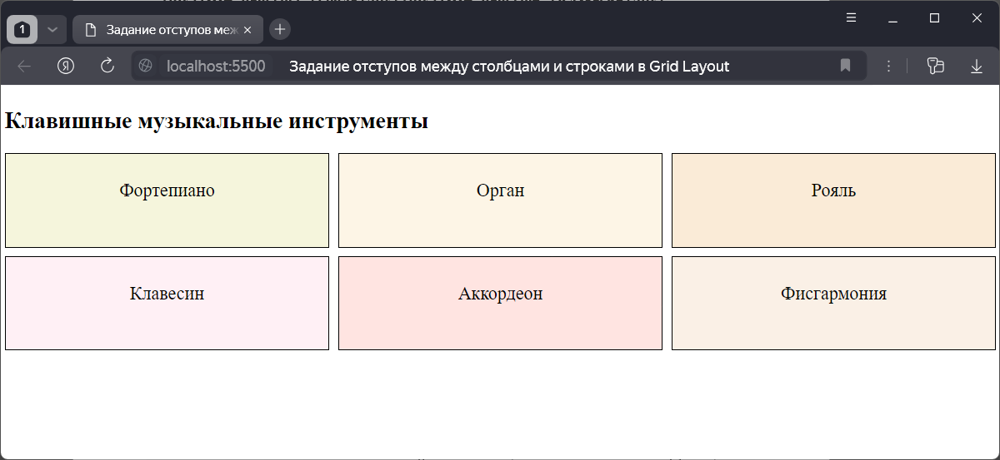 1
Задание отступов меж
localhost:5500 Задание отступов между столбцами и строками в Grid Layout
Клавишные музыкальные инструменты
Фортепиано Орган Рояль
Клавесин Аккордеон Фисгармония